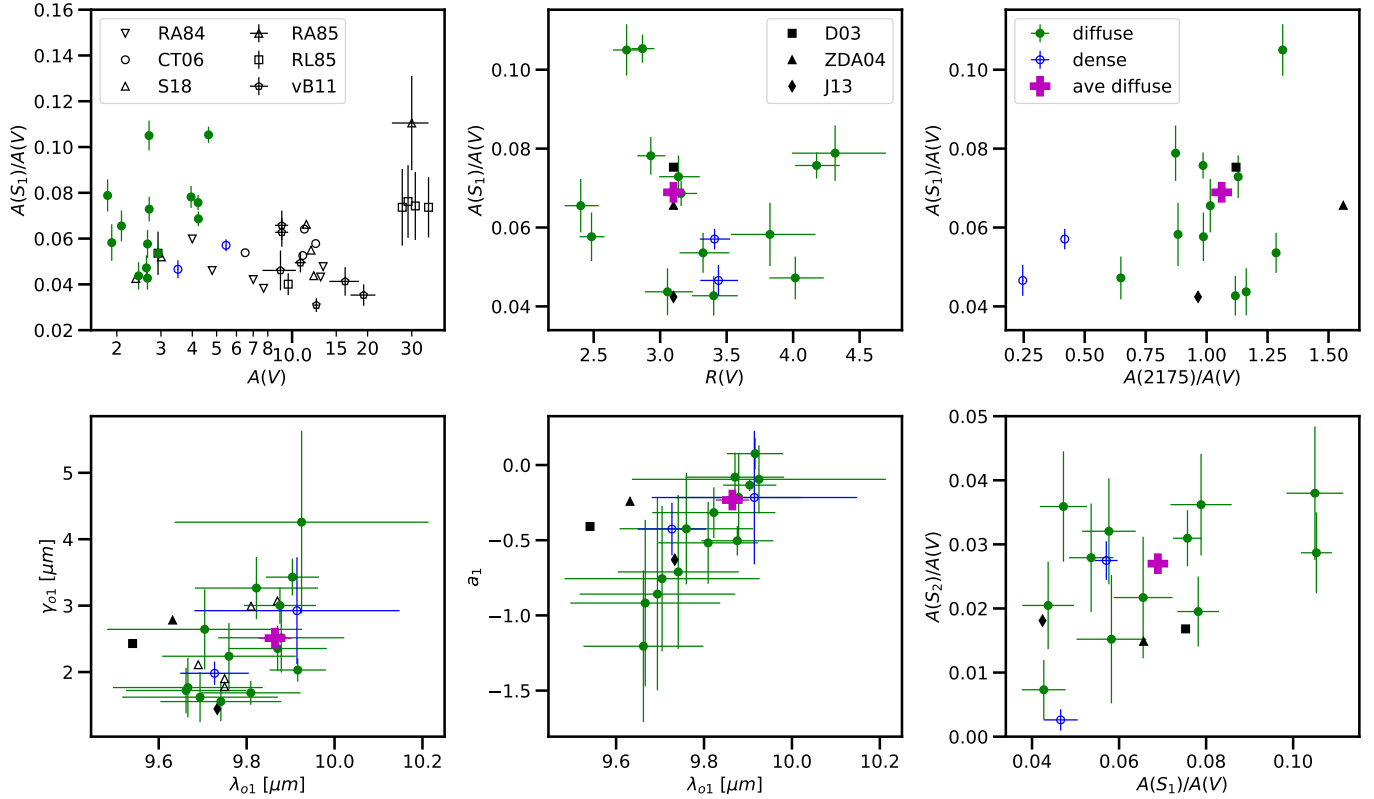 A(S₁)/A(V)
0.16
0.14
0.12
0.10
0.08
0.06
0.04
0.02
RA84
CT06
S18
RA85
RL85
vB11
2 3 4 5 6 7 8 10.0 15 20 30
A(V)
A(S₁)/A(V)
0.10
0.08
0.06
0.04
D03
ZDA04
J13
2.5 3.0 3.5 4.0 4.5
R(V)
A(S₁)/A(V)
0.10
0.08
0.06
0.04
diffuse
dense
ave diffuse
0.25 0.50 0.75 1.00 1.25 1.50
A(2175)/A(V)
γₒ₁ [μm]
5
4
3
2
9.6 9.8 10.0 10.2
λₒ₁ [μm]
a₁
0.0
−0.5
−1.0
−1.5
9.6 9.8 10.0 10.2
λₒ₁ [μm]
A(S₂)/A(V)
0.05
0.04
0.03
0.02
0.01
0.00
0.04 0.06 0.08 0.10
A(S₁)/A(V)